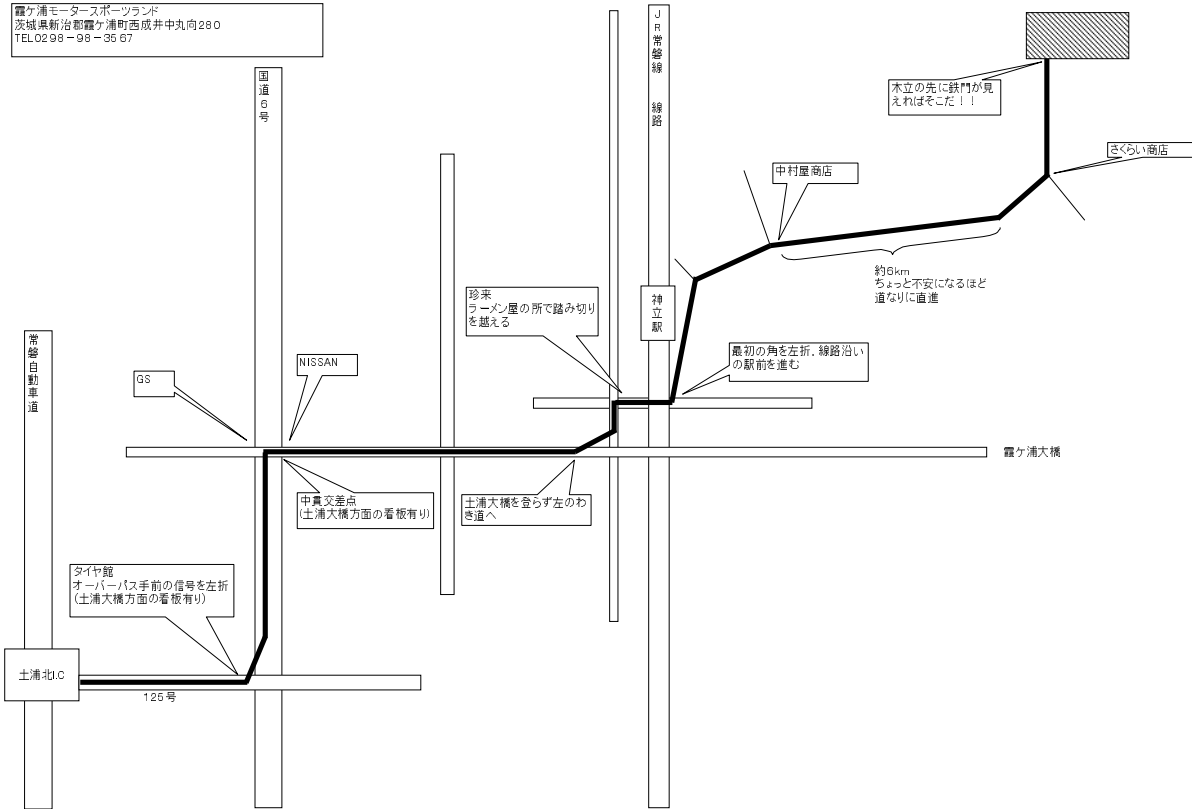 霞ケ浦モータースポーツランド
茨城県新治郡霞ケ浦町西成井中丸向280
TEL0298－98－3567
国道6号
JR常磐線　線路
木立の先に鉄門が見
えればそこだ！！
さくらい商店
中村屋商店
約6km
ちょっと不安になるほど
道なりに直進
珍来
ラーメン屋の所で踏み切り
を越える
神立駅
最初の角を左折．線路沿い
の駅前を進む
常磐自動車道
GS
NISSAN
霞ケ浦大橋
中貫交差点
(土浦大橋方面の看板有り)
土浦大橋を登らず左のわ
き道へ
タイヤ館
オーバーパス手前の信号を左折
(土浦大橋方面の看板有り)
土浦北I.C
125号